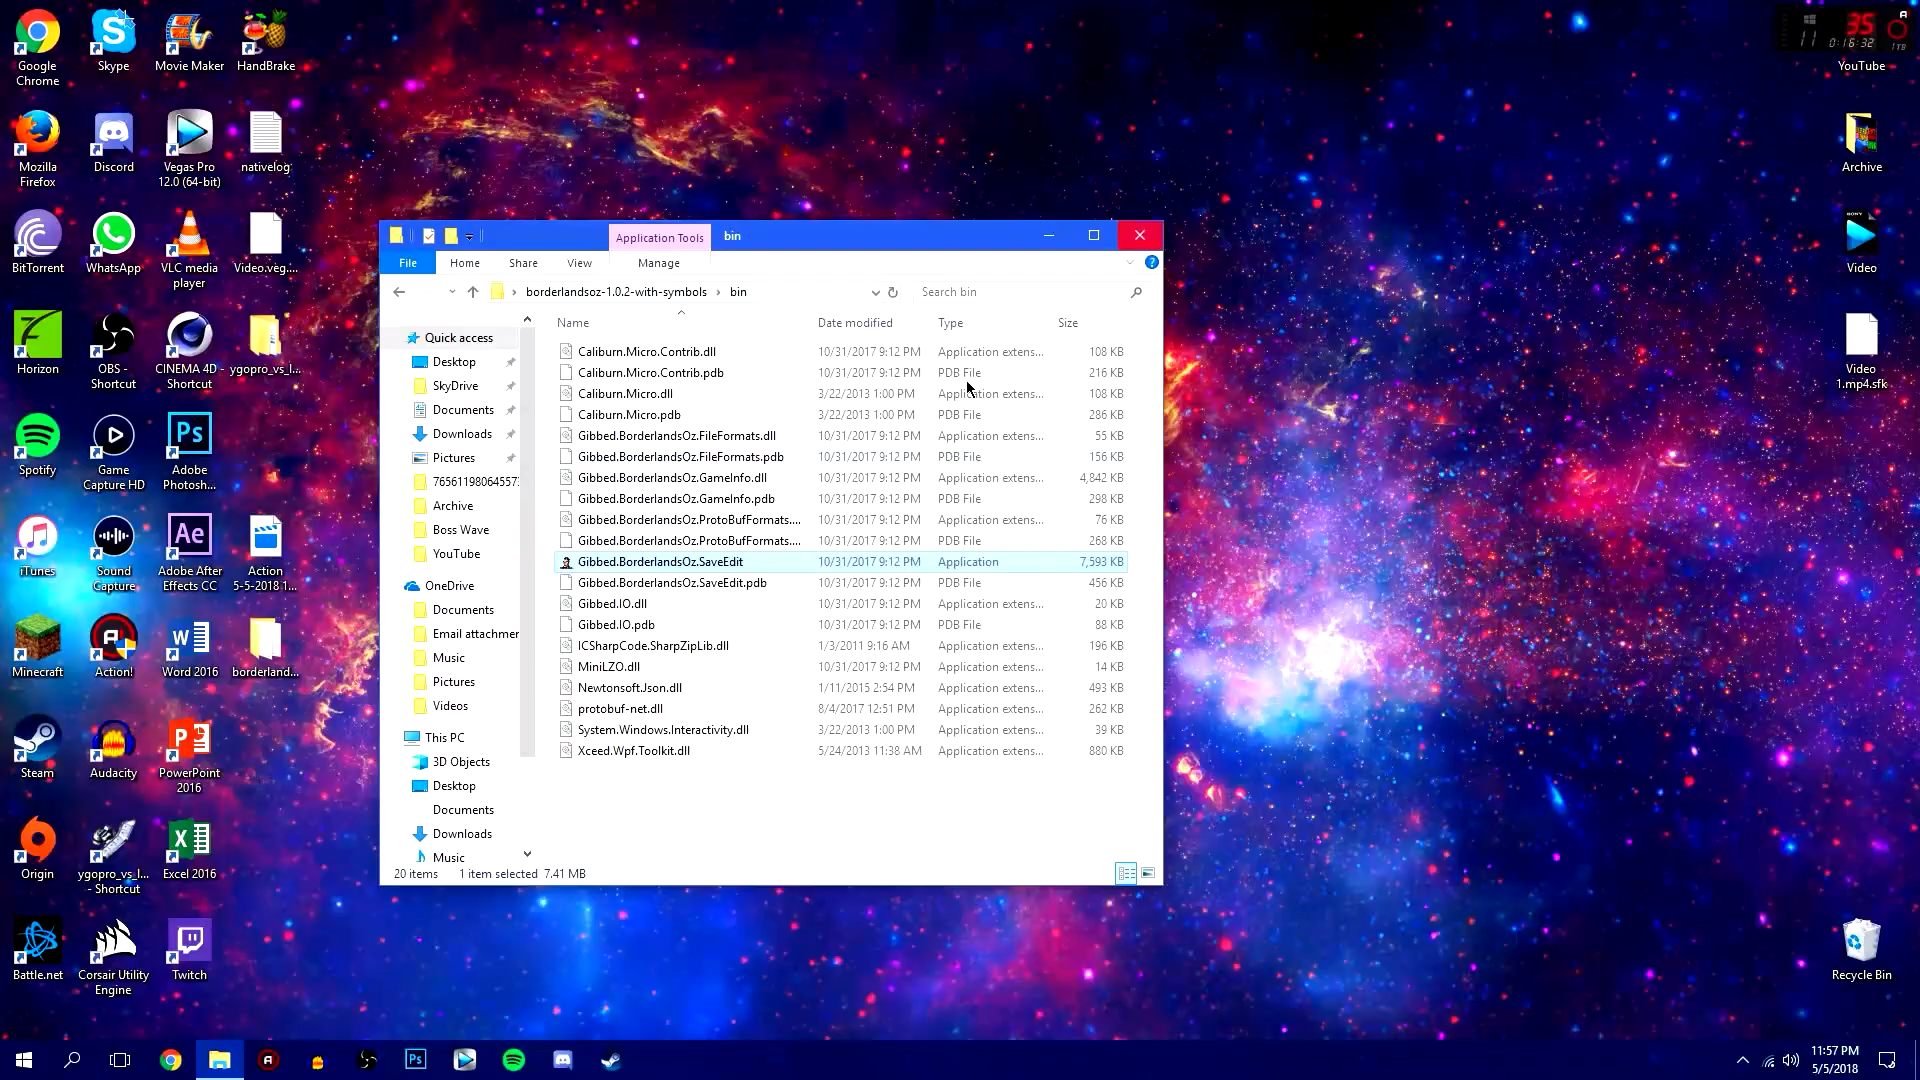 Google
Chrome
Skype
Movie Maker
HandBrake
Mozilla
Firefox
Discord
Vegas Pro
12.0 (64-bit)
nativelog
BitTorrent
WhatsApp
VLC media
player
Video.veg....
Horizon
OBS -
Shortcut
CINEMA 4D -
Shortcut
ygopro_vs_l...
Spotify
Game
Capture HD
Ps
Adobe
Photosh...
iTunes
Sound
Capture
Ae
Adobe After
Effects CC
Action
5-5-2018 1...
Minecraft
Action!
Word 2016
borderland...
Steam
Audacity
PowerPoint
2016
Origin
ygopro_vs_l...
- Shortcut
Excel 2016
Battle.net
Corsair Utility
Engine
Twitch
Application Tools
bin
File
Home
Share
View
Manage
borderlandsoz-1.0.2-with-symbols
bin
Search bin
Name
Date modified
Type
Size
Quick access
Desktop
SkyDrive
Documents
Downloads
Pictures
Archive
Boss Wave
YouTube
OneDrive
Documents
Email attachmer
Music
Pictures
Videos
This PC
3D Objects
Desktop
Documents
Downloads
Music
Caliburn.Micro.Contrib.dll 10/31/2017 9:12 PM Application extens... 108 KB
Caliburn.Micro.Contrib.pdb 10/31/2017 9:12 PM PDB File 216 KB
Caliburn.Micro.dll 3/22/2013 1:00 PM Application extens... 108 KB
Caliburn.Micro.pdb 3/22/2013 1:00 PM PDB File 286 KB
Gibbed.BorderlandsOz.FileFormats.dll 10/31/2017 9:12 PM Application extens... 55 KB
Gibbed.BorderlandsOz.FileFormats.pdb 10/31/2017 9:12 PM PDB File 156 KB
Gibbed.BorderlandsOz.GameInfo.dll 10/31/2017 9:12 PM Application extens... 4,842 KB
Gibbed.BorderlandsOz.GameInfo.pdb 10/31/2017 9:12 PM PDB File 298 KB
Gibbed.BorderlandsOz.ProtoBufFormats.... 10/31/2017 9:12 PM Application extens... 76 KB
Gibbed.BorderlandsOz.ProtoBufFormats.... 10/31/2017 9:12 PM PDB File 268 KB
Gibbed.BorderlandsOz.SaveEdit 10/31/2017 9:12 PM Application 7,593 KB
Gibbed.BorderlandsOz.SaveEdit.pdb 10/31/2017 9:12 PM PDB File 456 KB
Gibbed.IO.dll 10/31/2017 9:12 PM Application extens... 20 KB
Gibbed.IO.pdb 10/31/2017 9:12 PM PDB File 88 KB
ICSharpCode.SharpZipLib.dll 1/3/2011 9:16 AM Application extens... 196 KB
MiniLZO.dll 10/31/2017 9:12 PM Application extens... 14 KB
Newtonsoft.Json.dll 1/11/2015 2:54 PM Application extens... 493 KB
protobuf-net.dll 8/4/2017 12:51 PM Application extens... 262 KB
System.Windows.Interactivity.dll 3/22/2013 1:00 PM Application extens... 39 KB
Xceed.Wpf.Toolkit.dll 5/24/2013 11:38 AM Application extens... 880 KB
20 items 1 item selected 7.41 MB
35
11 0:16:32 1TB
YouTube
Archive
Video
Video
1.mp4.sfk
Recycle Bin
Ps
11:57 PM
5/5/2018